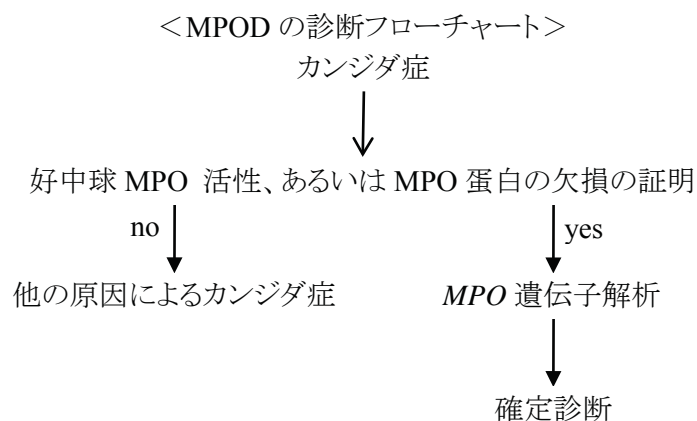 ＜MPOD の診断フローチャート＞
カンジダ症
好中球 MPO 活性、あるいは MPO 蛋白の欠損の証明
no
yes
他の原因によるカンジダ症
MPO 遺伝子解析
確定診断